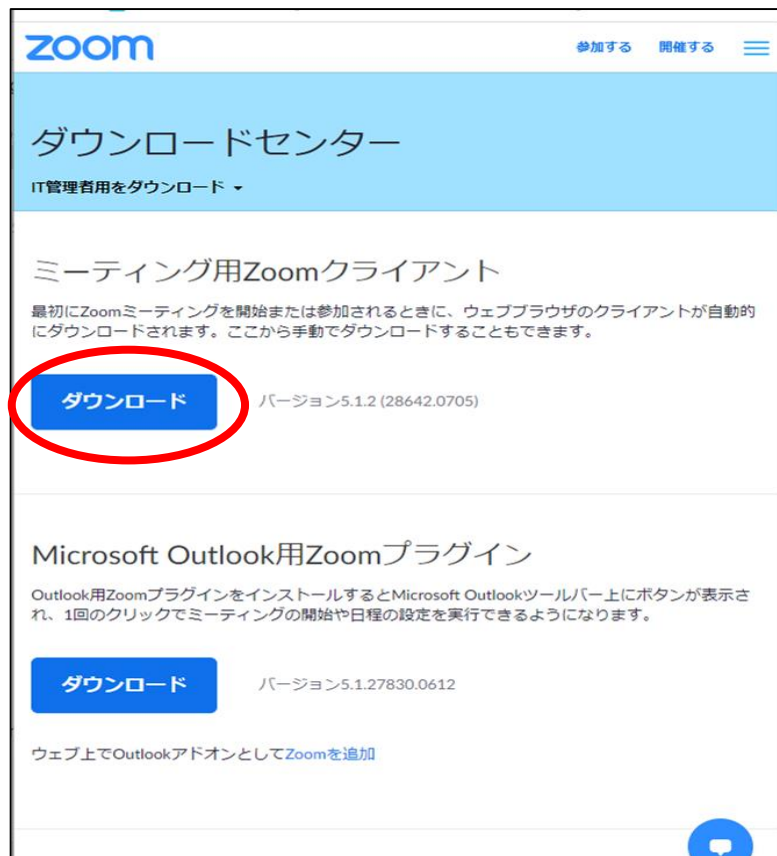 zoom
参加する 開催する
ダウンロードセンター
IT管理者用をダウンロード
ミーティング用Zoomクライアント
最初にZoomミーティングを開始または参加されるときに、ウェブブラウザのクライアントが自動的
にダウンロードされます。ここから手動でダウンロードすることもできます。
ダウンロード バージョン5.1.2 (28642.0705)
Microsoft Outlook用Zoomプラグイン
Outlook用ZoomプラグインをインストールするとMicrosoft Outlookツールバー上にボタンが表示さ
れ、1回のクリックでミーティングの開始や日程の設定を実行できるようになります。
ダウンロード バージョン5.1.27830.0612
ウェブ上でOutlookアドオンとしてZoomを追加